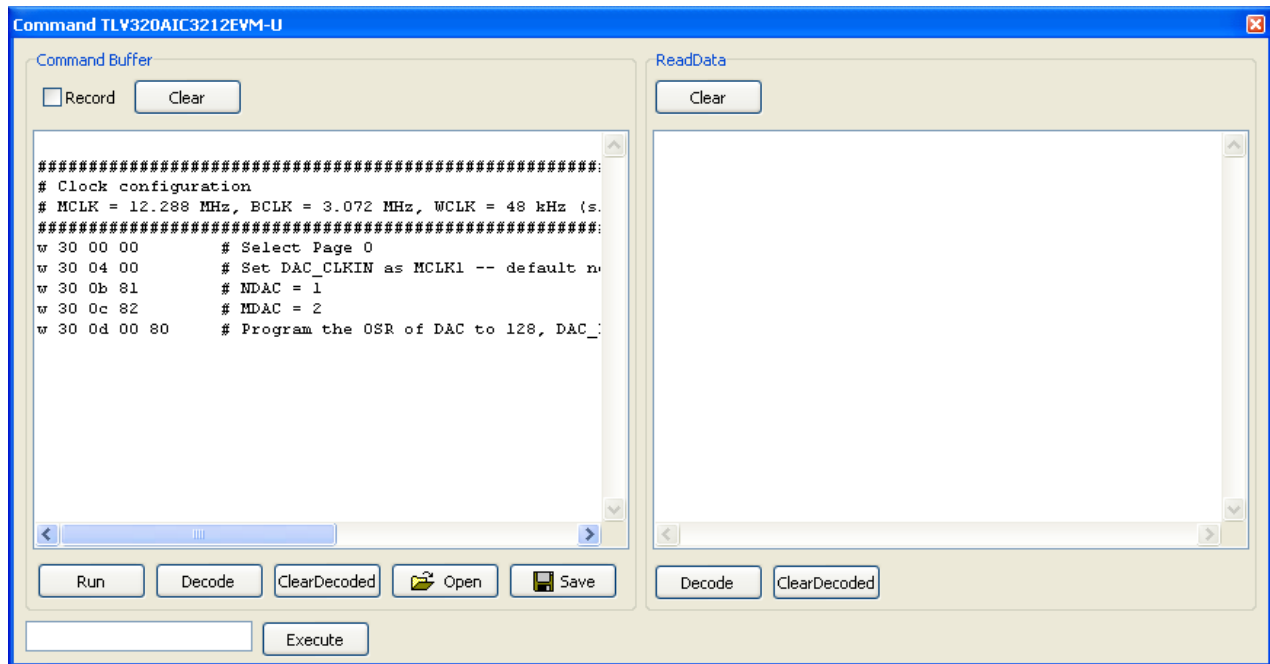 Command TLV320AIC3212EVM-U
Command Buffer
Record
Clear
#######################################################
# Clock configuration
# MCLK = 12.288 MHz, BCLK = 3.072 MHz, WCLK = 48 kHz (s
#######################################################
w 30 00 00 # Select Page 0
w 30 04 00 # Set DAC_CLKIN as MCLK1 -- default
w 30 0b 81 # NDAC = 1
w 30 0c 82 # MDAC = 2
w 30 0d 00 80 # Program the OSR of DAC to 128, DAC_
Run
Decode
ClearDecoded
Open
Save
Execute
ReadData
Clear
Decode
ClearDecoded